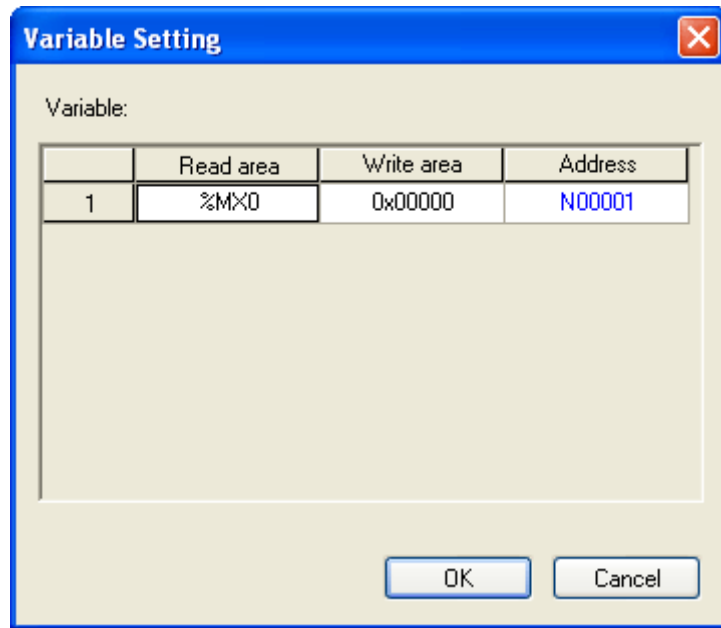 Variable Setting
Variable:
Read area Write area Address
1 %MX0 0x00000 N00001
OK Cancel